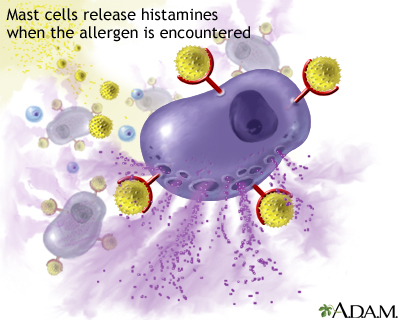 Mast cells release histamines
when the allergen is encountered
A.D.A.M.